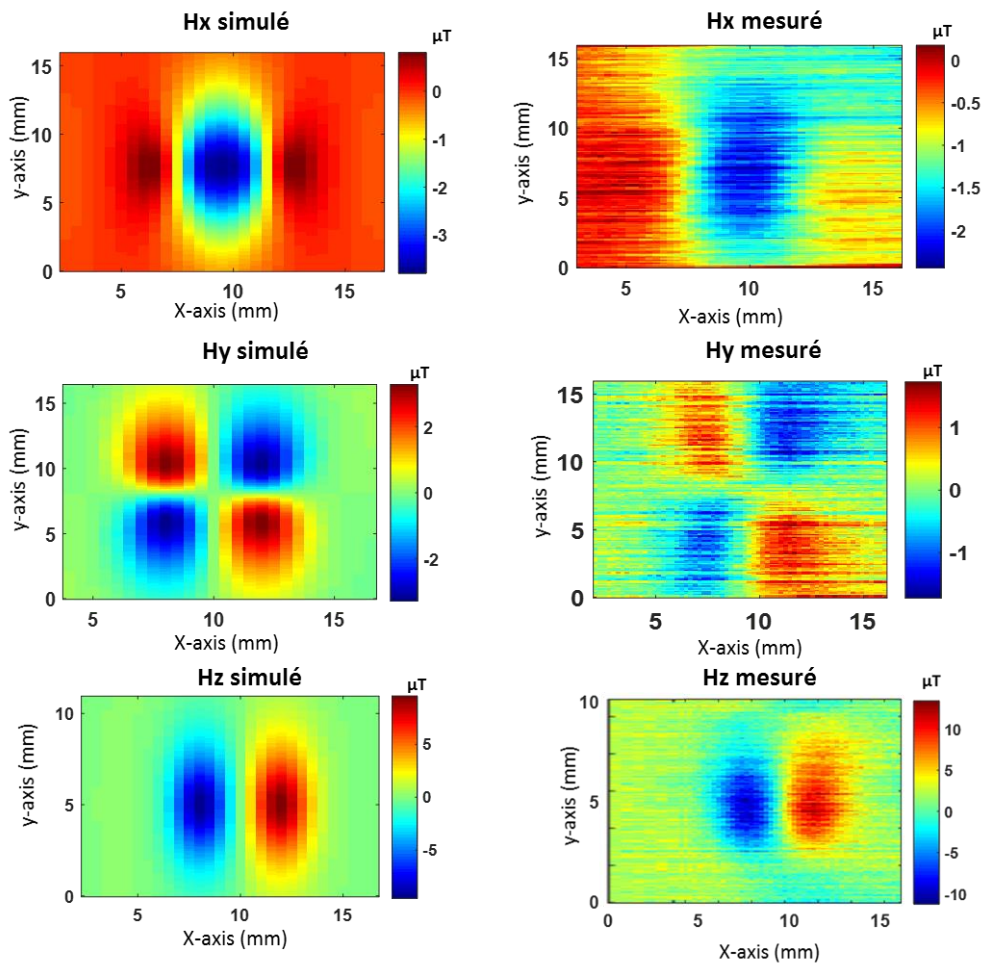 Hx simulé
µT
15
10
5
0
0
-1
-2
-3
5
10
15
y-axis (mm)
X-axis (mm)
Hx mesuré
µT
15
10
5
0
0
-0.5
-1
-1.5
-2
5
10
15
y-axis (mm)
X-axis (mm)
Hy simulé
µT
15
10
5
0
2
0
-2
5
10
15
y-axis (mm)
X-axis (mm)
Hy mesuré
µT
15
10
5
0
1
0
-1
5
10
15
y-axis (mm)
X-axis (mm)
Hz simulé
µT
10
5
0
5
0
-5
5
10
15
y-axis (mm)
X-axis (mm)
Hz mesuré
µT
10
5
0
10
5
0
-5
-10
0
5
10
15
y-axis (mm)
X-axis (mm)